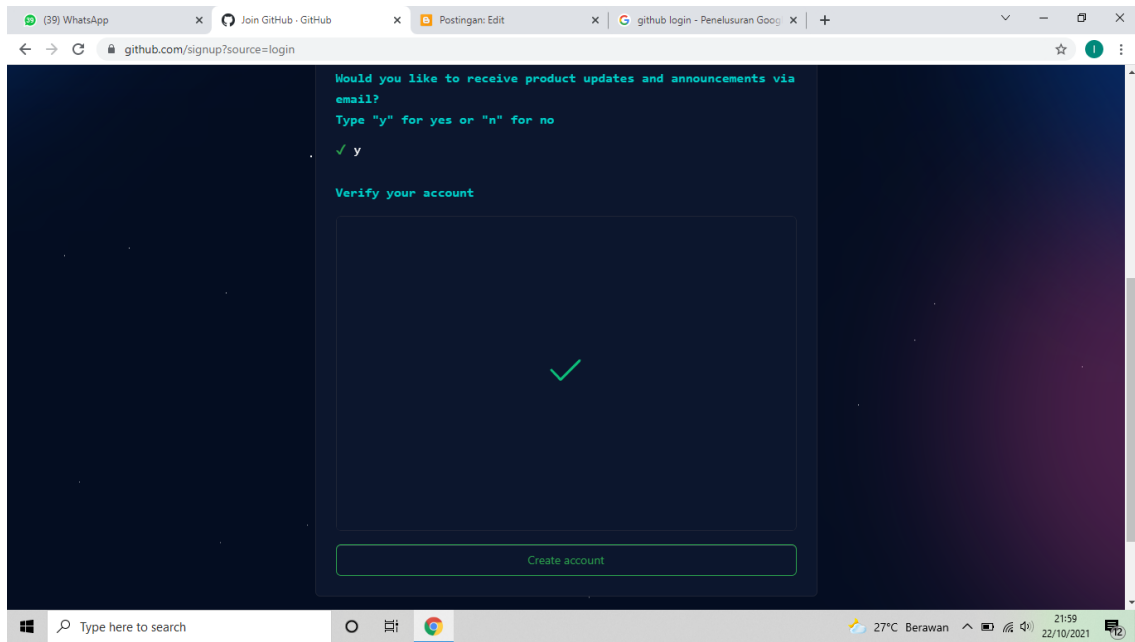 39 (39) WhatsApp
Join GitHub · GitHub
Postingan: Edit
github login - Penelusuran Goog
github.com/signup?source=login
I
Would you like to receive product updates and announcements via
email?
Type "y" for yes or "n" for no
y
Verify your account
Create account
Type here to search
27°C Berawan
21:59
22/10/2021
12